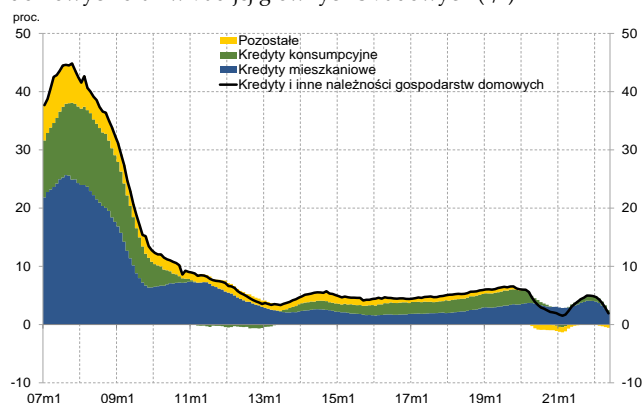 proc.
50 50
Pozostałe
Kredyty konsumpcyjne
Kredyty mieszkaniowe
Kredyty i inne należności gospodarstw domowych
40 40
30 30
20 20
10 10
0 0
-10 -10
07m1 09m1 11m1 13m1 15m1 17m1 19m1 21m1